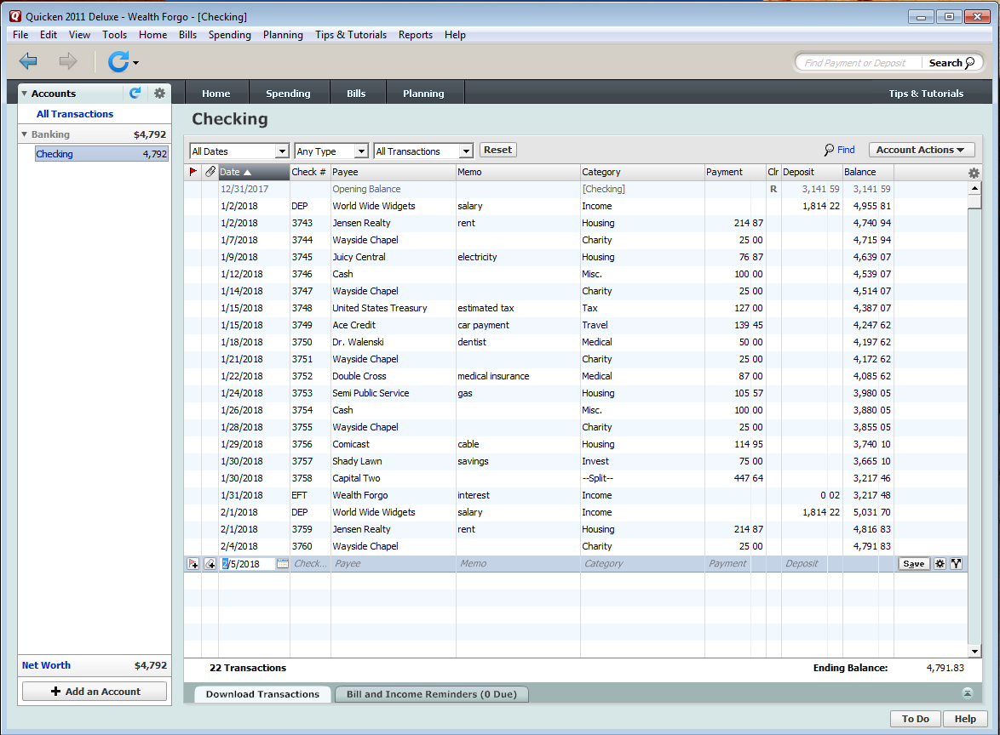 Quicken 2011 Deluxe - Wealth Forgo - [Checking]
File Edit View Tools Home Bills Spending Planning Tips & Tutorials Reports Help
Find Payment or Deposit Search
Accounts Home Spending Bills Planning Tips & Tutorials
All Transactions
Banking $4,792
Checking 4,792
Checking
All Dates Any Type All Transactions Reset Find Account Actions
Date Check # Payee Memo Category Payment Clr Deposit Balance
12/31/2017 Opening Balance [Checking] R 3,141 59 3,141 59
1/2/2018 DEP World Wide Widgets salary Income 1,814 22 4,955 81
1/2/2018 3743 Jensen Realty rent Housing 214 87 4,740 94
1/7/2018 3744 Wayside Chapel Charity 25 00 4,715 94
1/9/2018 3745 Juicy Central electricity Housing 76 87 4,639 07
1/12/2018 3746 Cash Misc. 100 00 4,539 07
1/14/2018 3747 Wayside Chapel Charity 25 00 4,514 07
1/15/2018 3748 United States Treasury estimated tax Tax 127 00 4,387 07
1/15/2018 3749 Ace Credit car payment Travel 139 45 4,247 62
1/18/2018 3750 Dr. Walenski dentist Medical 50 00 4,197 62
1/21/2018 3751 Wayside Chapel Charity 25 00 4,172 62
1/22/2018 3752 Double Cross medical insurance Medical 87 00 4,085 62
1/24/2018 3753 Semi Public Service gas Housing 105 57 3,980 05
1/26/2018 3754 Cash Misc. 100 00 3,880 05
1/28/2018 3755 Wayside Chapel Charity 25 00 3,855 05
1/29/2018 3756 Comicast cable Housing 114 95 3,740 10
1/30/2018 3757 Shady Lawn savings Invest 75 00 3,665 10
1/30/2018 3758 Capital Two --Split-- 447 64 3,217 46
1/31/2018 EFT Wealth Forgo interest Income 0 02 3,217 48
2/1/2018 DEP World Wide Widgets salary Income 1,814 22 5,031 70
2/1/2018 3759 Jensen Realty rent Housing 214 87 4,816 83
2/4/2018 3760 Wayside Chapel Charity 25 00 4,791 83
2/5/2018 Check... Payee Memo Category Payment Deposit Save
Net Worth $4,792
22 Transactions Ending Balance: 4,791.83
Add an Account
Download Transactions Bill and Income Reminders (0 Due)
To Do Help